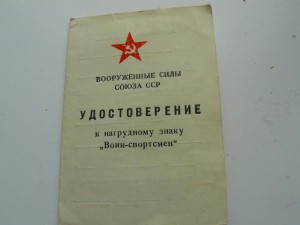 ВООРУЖЕННЫЕ СИЛЫ
СОЮЗА ССР
УДОСТОВЕРЕНИЕ
к нагрудному знаку
„Воин-спортсмен"